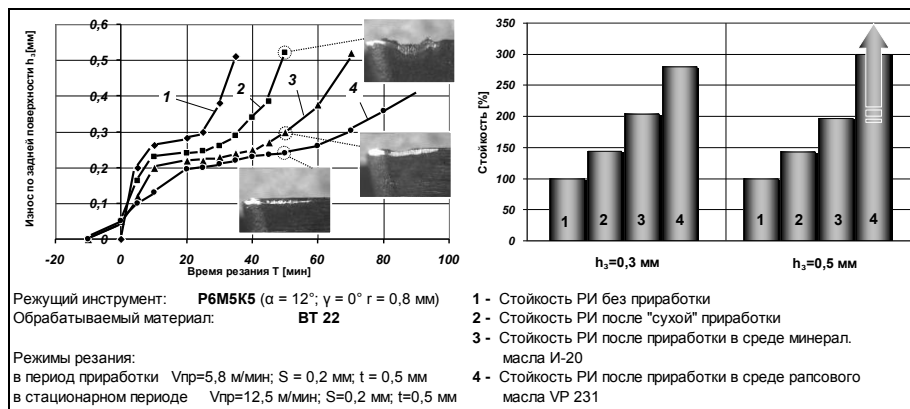 Износ по задней поверхности h₃[мм]
0,6
0,5
0,4
0,3
0,2
0,1
0
1
2
3
4
-20
0
20
40
60
80
100
Время резания Т [мин]
Стойкость [%]
350
300
250
200
150
100
50
0
1
2
3
4
1
2
3
4
h₃=0,3 мм
h₃=0,5 мм
Режущий инструмент: Р6М5К5 (α = 12°; γ = 0° r = 0,8 мм)
Обрабатываемый материал: ВТ 22
Режимы резания:
в период приработки Vпр=5,8 м/мин; S = 0,2 мм; t = 0,5 мм
в стационарном периоде Vпр=12,5 м/мин; S=0,2 мм; t=0,5 мм
1 - Стойкость РИ без приработки
2 - Стойкость РИ после "сухой" приработки
3 - Стойкость РИ после приработки в среде минерал.
масла И-20
4 - Стойкость РИ после приработки в среде рапсового
масла VP 231